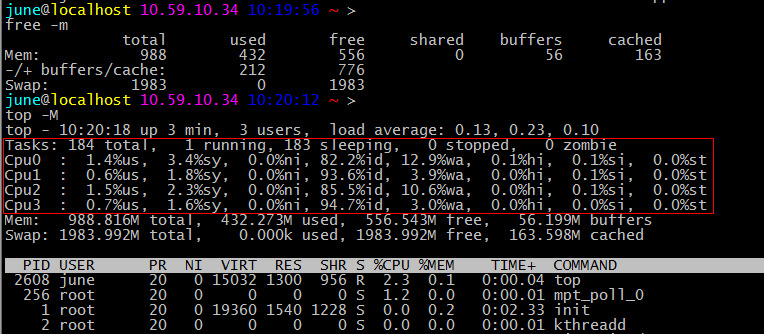 june@localhost 10.59.10.34 10:19:56 ~ >
free -m
total used free shared buffers cached
Mem: 988 432 556 0 56 163
-/+ buffers/cache: 212 776
Swap: 1983 0 1983
june@localhost 10.59.10.34 10:20:12 ~ >
top -M
top - 10:20:18 up 3 min, 3 users, load average: 0.13, 0.23, 0.10
Tasks: 184 total, 1 running, 183 sleeping, 0 stopped, 0 zombie
Cpu0 : 1.4%us, 3.4%sy, 0.0%ni, 82.2%id, 12.9%wa, 0.1%hi, 0.1%si, 0.0%st
Cpu1 : 0.6%us, 1.8%sy, 0.0%ni, 93.6%id, 3.9%wa, 0.0%hi, 0.1%si, 0.0%st
Cpu2 : 1.5%us, 2.3%sy, 0.0%ni, 85.5%id, 10.6%wa, 0.0%hi, 0.1%si, 0.0%st
Cpu3 : 0.7%us, 1.6%sy, 0.0%ni, 94.7%id, 3.0%wa, 0.0%hi, 0.1%si, 0.0%st
Mem: 988.816M total, 432.273M used, 556.543M free, 56.199M buffers
Swap: 1983.992M total, 0.000k used, 1983.992M free, 163.598M cached
PID USER PR NI VIRT RES SHR S %CPU %MEM TIME+ COMMAND
2608 june 20 0 15032 1300 956 R 2.3 0.1 0:00.04 top
256 root 20 0 0 0 0 S 1.2 0.0 0:00.01 mpt_poll_0
1 root 20 0 19360 1540 1228 S 0.0 0.2 0:02.33 init
2 root 20 0 0 0 0 S 0.0 0.0 0:00.01 kthreadd